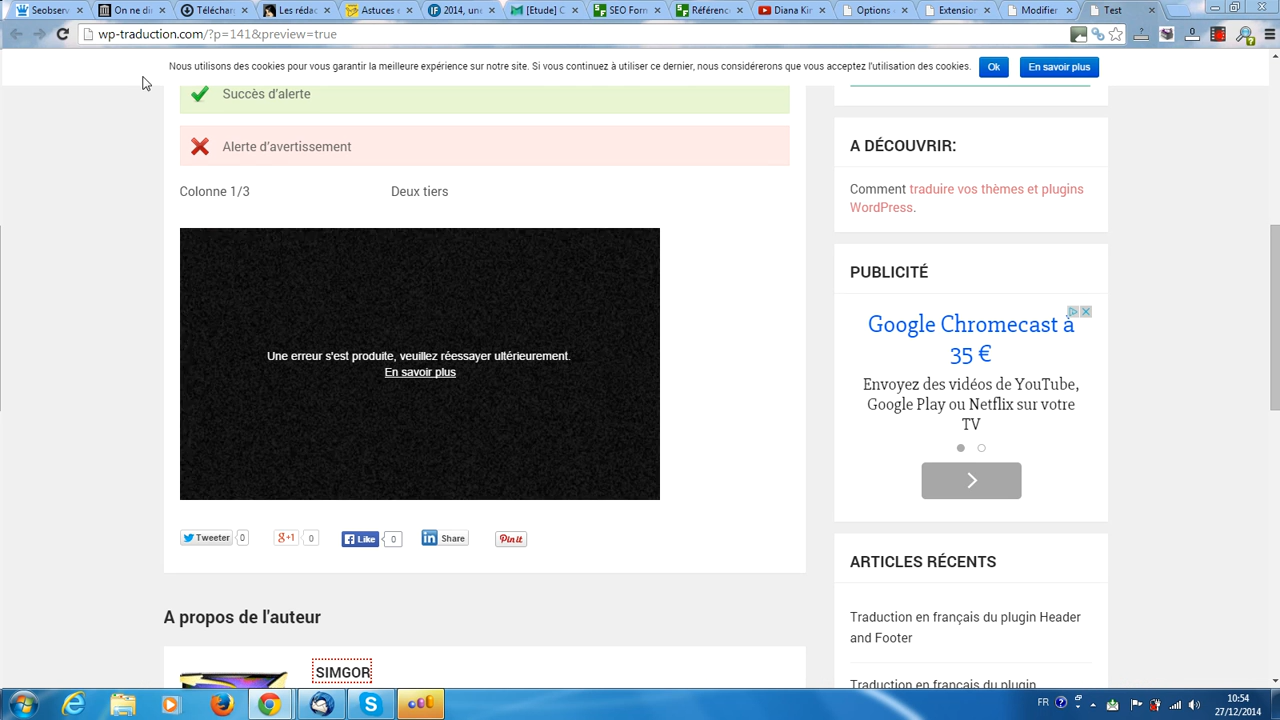 Seobserv
On ne di
Téléchar
Les rédac
Astuces d
2014, une
[Etude] C
SEO Form
Référenc
Diana Kin
Options
Extension
Modifier
Test
wp-traduction.com/?p=141&preview=true
Nous utilisons des cookies pour vous garantir la meilleure expérience sur notre site. Si vous continuez à utiliser ce dernier, nous considérerons que vous acceptez l'utilisation des cookies.
Ok
En savoir plus
Succès d'alerte
Alerte d'avertissement
Colonne 1/3
Deux tiers
Une erreur s'est produite, veuillez réessayer ultérieurement.
En savoir plus
Tweeter 0
g+1 0
Like 0
in Share
Pin it
A propos de l'auteur
SIMGOR
A DÉCOUVRIR:
Comment traduire vos thèmes et plugins
WordPress.
PUBLICITÉ
Google Chromecast à
35 €
Envoyez des vidéos de YouTube,
Google Play ou Netflix sur votre
TV
ARTICLES RÉCENTS
Traduction en français du plugin Header
and Footer
Traduction en français du plugin
FR
10:54
27/12/2014